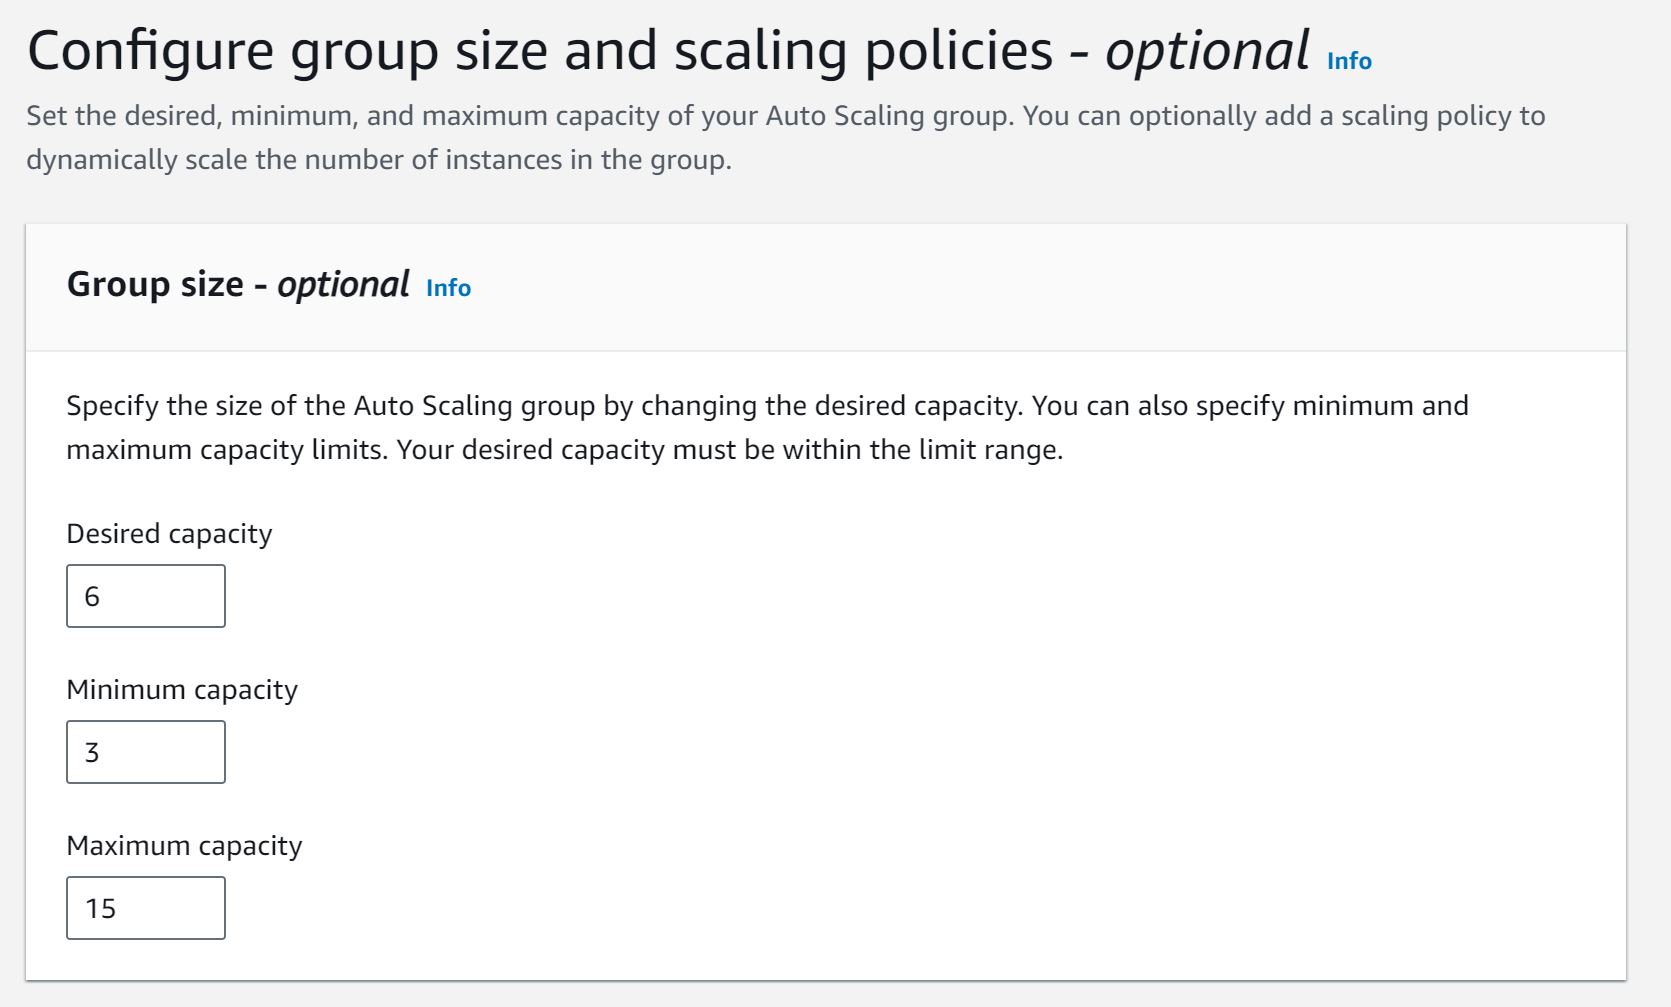 Configure group size and scaling policies - optional Info
Set the desired, minimum, and maximum capacity of your Auto Scaling group. You can optionally add a scaling policy to
dynamically scale the number of instances in the group.
Group size - optional Info
Specify the size of the Auto Scaling group by changing the desired capacity. You can also specify minimum and
maximum capacity limits. Your desired capacity must be within the limit range.
Desired capacity
6
Minimum capacity
3
Maximum capacity
15